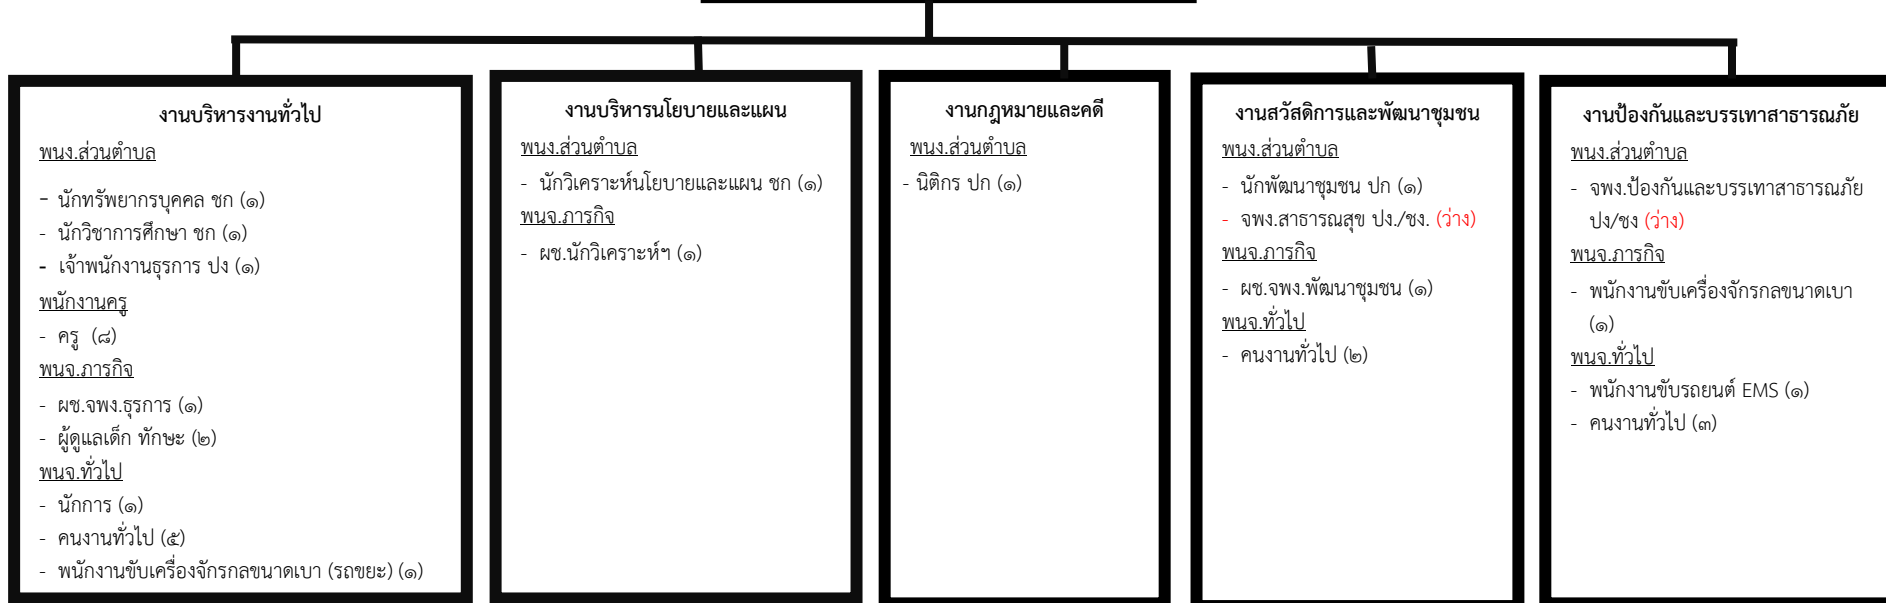 งานบริหารงานทั่วไป
พนง.ส่วนตำบล
- นักทรัพยากรบุคคล ชก (๑)
- นักวิชาการศึกษา ชก (๑)
- เจ้าพนักงานธุรการ ปง (๑)
พนักงานครู
- ครู (๘)
พนจ.ภารกิจ
- ผช.จพง.ธุรการ (๑)
- ผู้ดูแลเด็ก ทักษะ (๒)
พนจ.ทั่วไป
- นักการ (๑)
- คนงานทั่วไป (๕)
- พนักงานขับเครื่องจักรกลขนาดเบา (รถขยะ) (๑)
งานบริหารนโยบายและแผน
พนง.ส่วนตำบล
- นักวิเคราะห์นโยบายและแผน ชก (๑)
พนจ.ภารกิจ
- ผช.นักวิเคราะห์ฯ (๑)
งานกฎหมายและคดี
พนง.ส่วนตำบล
- นิติกร ปก (๑)
งานสวัสดิการและพัฒนาชุมชน
พนง.ส่วนตำบล
- นักพัฒนาชุมชน ปก (๑)
- จพง.สาธารณสุข ปง./ชง. (ว่าง)
พนจ.ภารกิจ
- ผช.จพง.พัฒนาชุมชน (๑)
พนจ.ทั่วไป
- คนงานทั่วไป (๒)
งานป้องกันและบรรเทาสาธารณภัย
พนง.ส่วนตำบล
- จพง.ป้องกันและบรรเทาสาธารณภัย
ปง/ชง (ว่าง)
พนจ.ภารกิจ
- พนักงานขับเครื่องจักรกลขนาดเบา
(๑)
พนจ.ทั่วไป
- พนักงานขับรถยนต์ EMS (๑)
- คนงานทั่วไป (๓)